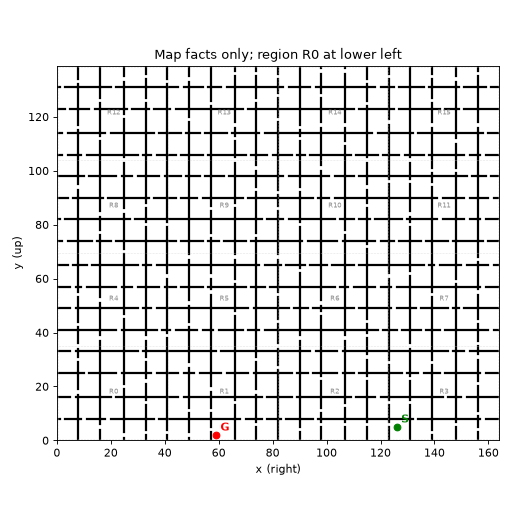 Map facts only; region R0 at lower left
y (up)
120
100
80
60
40
20
0
R12 R13 R14 R15
R8 R9 R10 R11
R4 R5 R6 R7
R0 R1 R2 R3
G S
0 20 40 60 80 100 120 140 160
x (right)